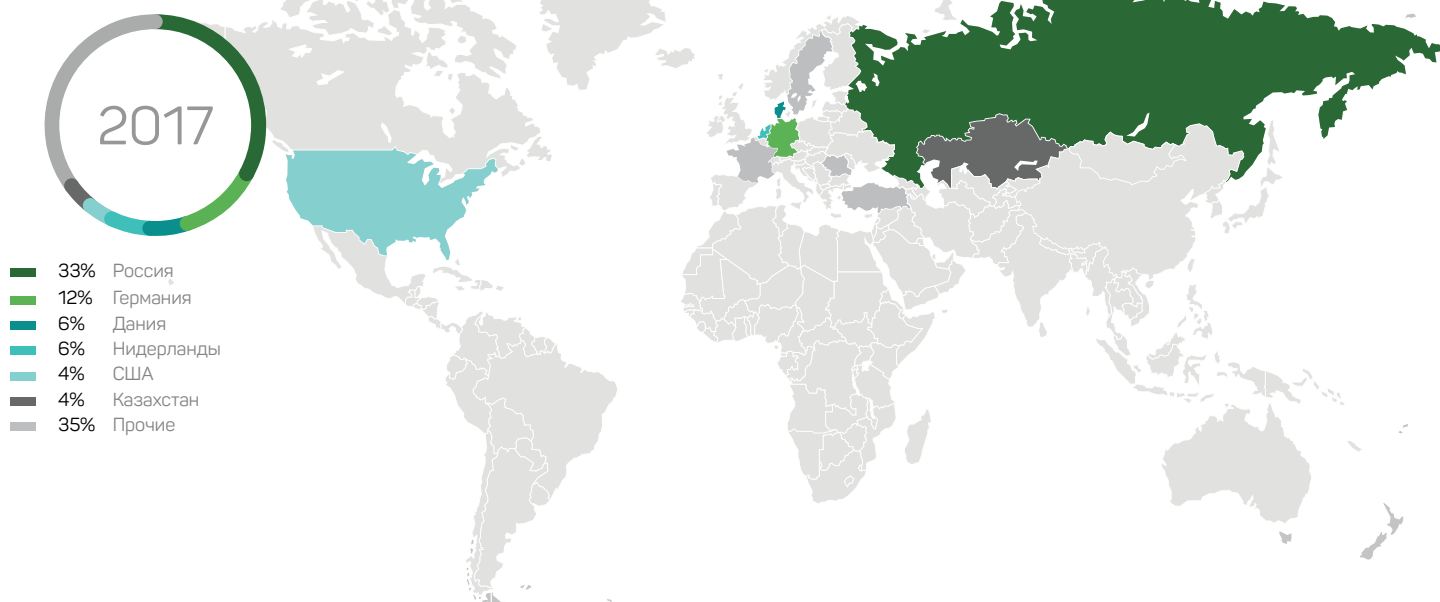 2017
33% Россия
12% Германия
6% Дания
6% Нидерланды
4% США
4% Казахстан
35% Прочие